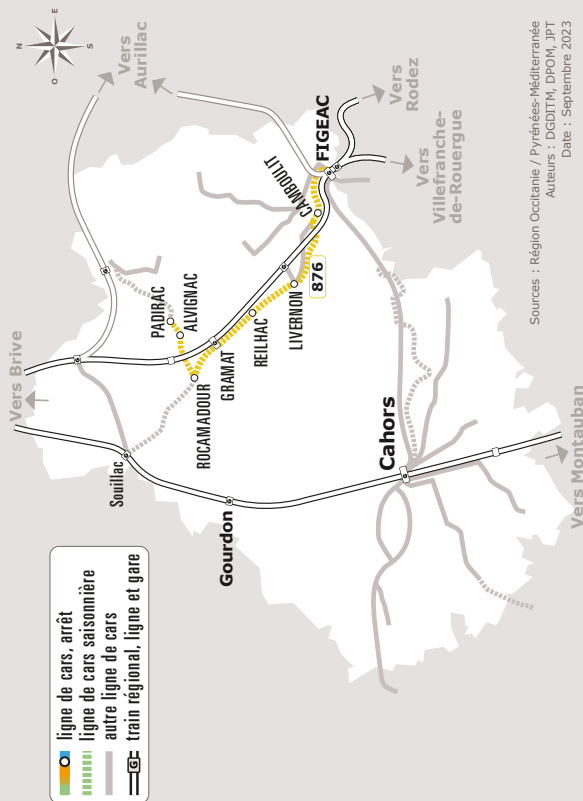 N
E
S
O
Vers Brive
Vers
Aurillac
PADIRAC
ALVIGNAC
Souillac
ROCAMADOUR
GRAMAT
REILHAC
LIVERNON
876
CAMBOULIT
FIGEAC
Vers
Rodez
Vers
Villefranche-
de-Rouergue
Gourdon
Cahors
Vers Montauban
ligne de cars, arrêt
ligne de cars saisonnière
autre ligne de cars
G train régional, ligne et gare
Sources : Région Occitanie / Pyrénées-Méditerranée
Auteurs : DGDITM, DPOM, JPT
Date : Septembre 2023